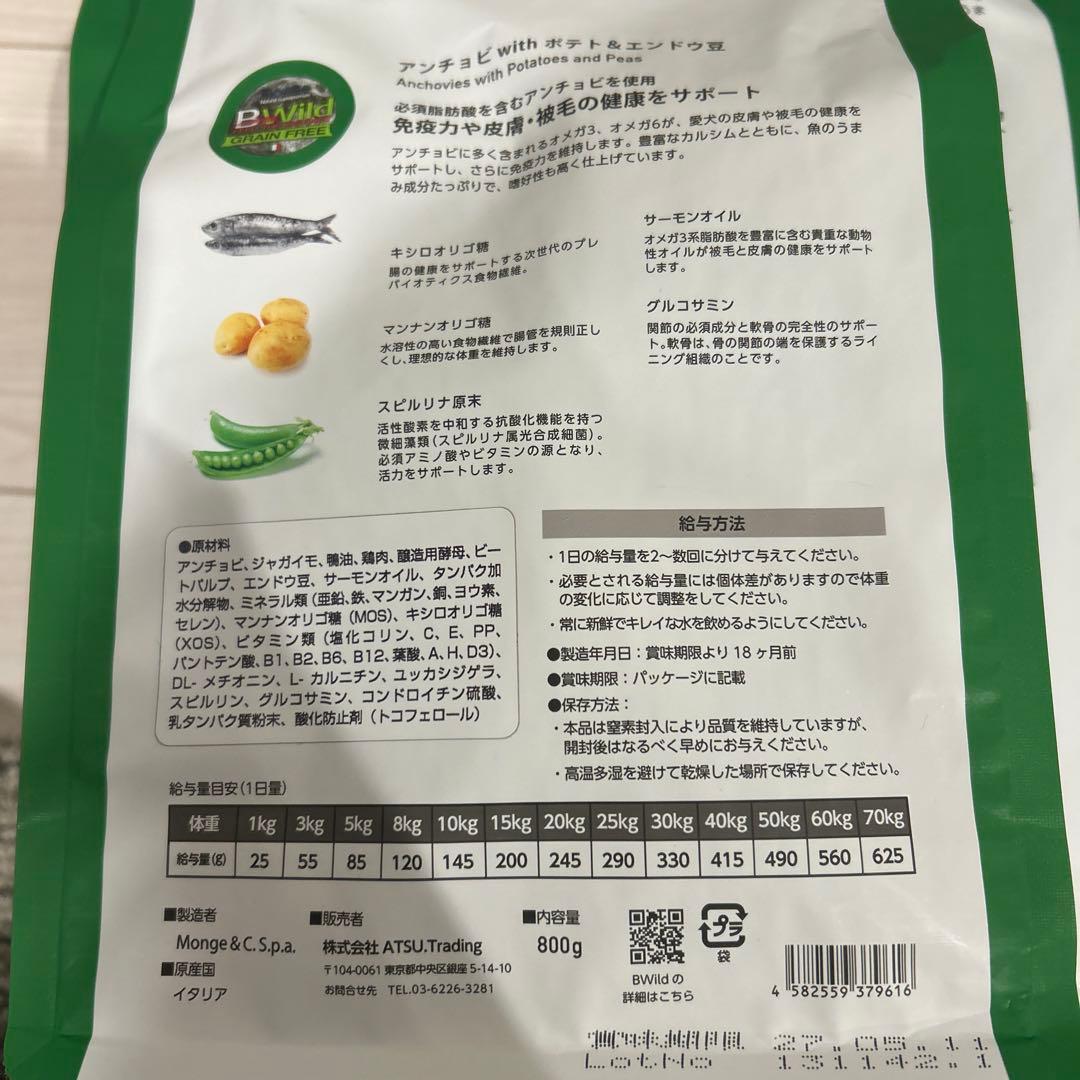 アンチョビ with ポテト＆エンドウ豆
Anchovies with Potatoes and Peas
必須脂肪酸を含むアンチョビを使用
免疫力や皮膚・被毛の健康をサポート
アンチョビに多く含まれるオメガ3、オメガ6が、愛犬の皮膚や被毛の健康を
サポートし、さらに免疫力を維持します。豊富なカルシムとともに、魚のうま
み成分たっぷりで、嗜好性も高く仕上げています。
BWild
GRAIN FREE
キシロオリゴ糖
腸の健康をサポートする次世代のプレ
バイオティクス食物繊維。
マンナンオリゴ糖
水溶性の高い食物繊維で腸管を規則正し
くし、理想的な体重を維持します。
スピルリナ原末
活性酸素を中和する抗酸化機能を持つ
微細藻類（スピルリナ属光合成細菌）。
必須アミノ酸やビタミンの源となり、
活力をサポートします。
サーモンオイル
オメガ3系脂肪酸を豊富に含む貴重な動物
性オイルが被毛と皮膚の健康をサポート
します。
グルコサミン
関節の必須成分と軟骨の完全性のサポー
ト。軟骨は、骨の関節の端を保護するライ
ニング組織のことです。
●原材料
アンチョビ、ジャガイモ、鴨油、鶏肉、醸造用酵母、ビー
トパルプ、エンドウ豆、サーモンオイル、タンパク加
水分解物、ミネラル類（亜鉛、鉄、マンガン、銅、ヨウ素、
セレン）、マンナンオリゴ糖（MOS）、キシロオリゴ糖
（XOS）、ビタミン類（塩化コリン、C、E、PP、
パントテン酸、B1、B2、B6、B12、葉酸、A、H、D3）、
DL- メチオニン、L- カルニチン、ユッカシジゲラ、
スピルリン、グルコサミン、コンドロイチン硫酸、
乳タンパク質粉末、酸化防止剤（トコフェロール）
給与方法
・1日の給与量を2〜数回に分けて与えてください。
・必要とされる給与量には個体差がありますので体重
の変化に応じて調整をしてください。
・常に新鮮でキレイな水を飲めるようにしてください。
●製造年月日：賞味期限より 18 ヶ月前
●賞味期限：パッケージに記載
●保存方法：
・本品は窒素封入により品質を維持していますが、
開封後はなるべく早めにお与えください。
・高温多湿を避けて乾燥した場所で保存してください。
給与量目安（1日量）
体重 1kg 3kg 5kg 8kg 10kg 15kg 20kg 25kg 30kg 40kg 50kg 60kg 70kg
給与量(g) 25 55 85 120 145 200 245 290 330 415 490 560 625
■製造者
Monge & C. S.p.a.
■原産国
イタリア
■販売者
株式会社 ATSU.Trading
〒104-0061 東京都中央区銀座 5-14-10
お問合せ先 TEL.03-6226-3281
■内容量
800g
BWild の
詳細はこちら
プラ
袋
4 582559 379616
賞味期限 27.05.11
LotNo 131142.1